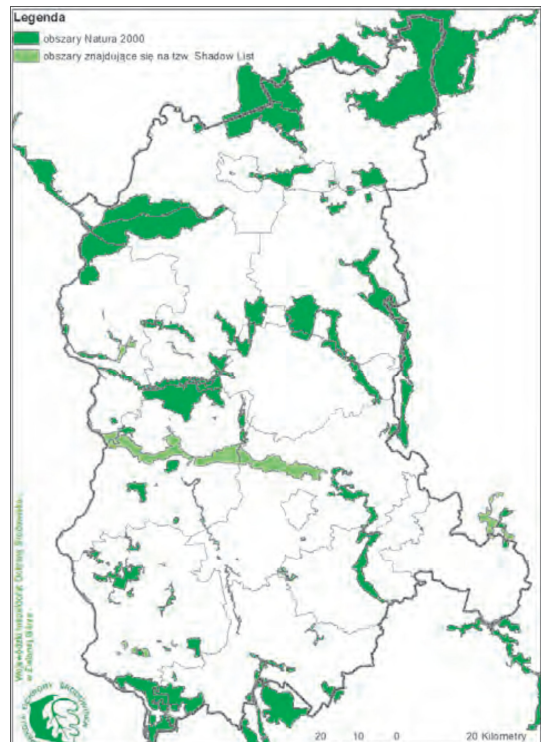 Legenda
obszary Natura 2000
obszary znajdujące się na tzw. Shadow List
Wojewódzki Inspektorat Ochrony Środowiska
w Zielonej Górze
20 10 0 20 Kilometry